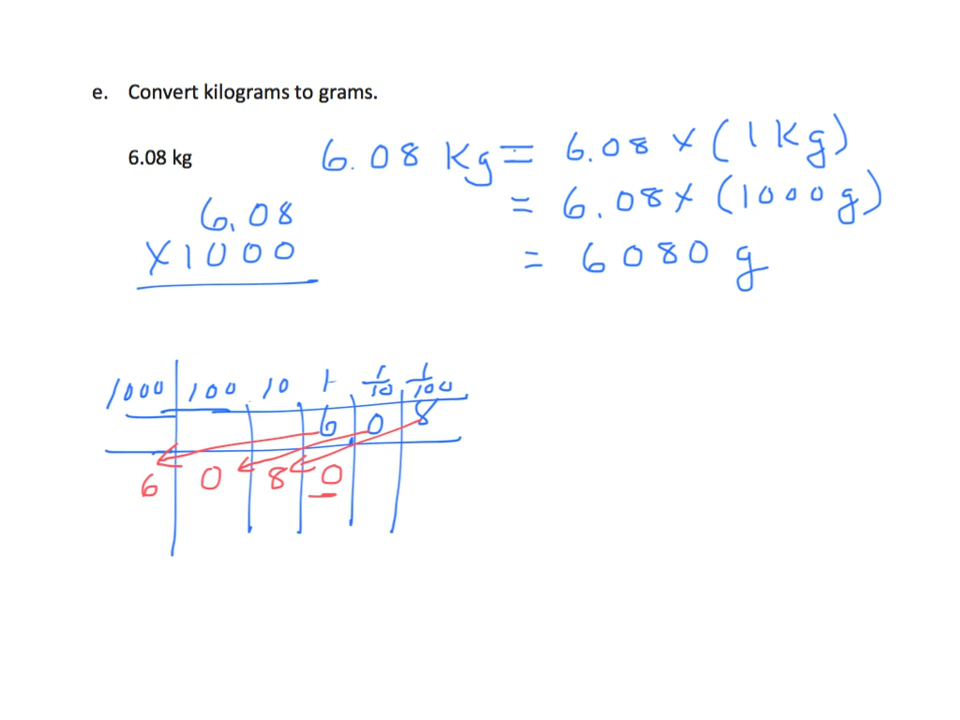 e. Convert kilograms to grams.
6.08 kg
6.08 Kg = 6.08 × (1 Kg)
= 6.08 × (1000 g)
= 6080 g
6.08
×1000
1000 100 10 1 1/10 1/100
6 0 8
6 0 8 0